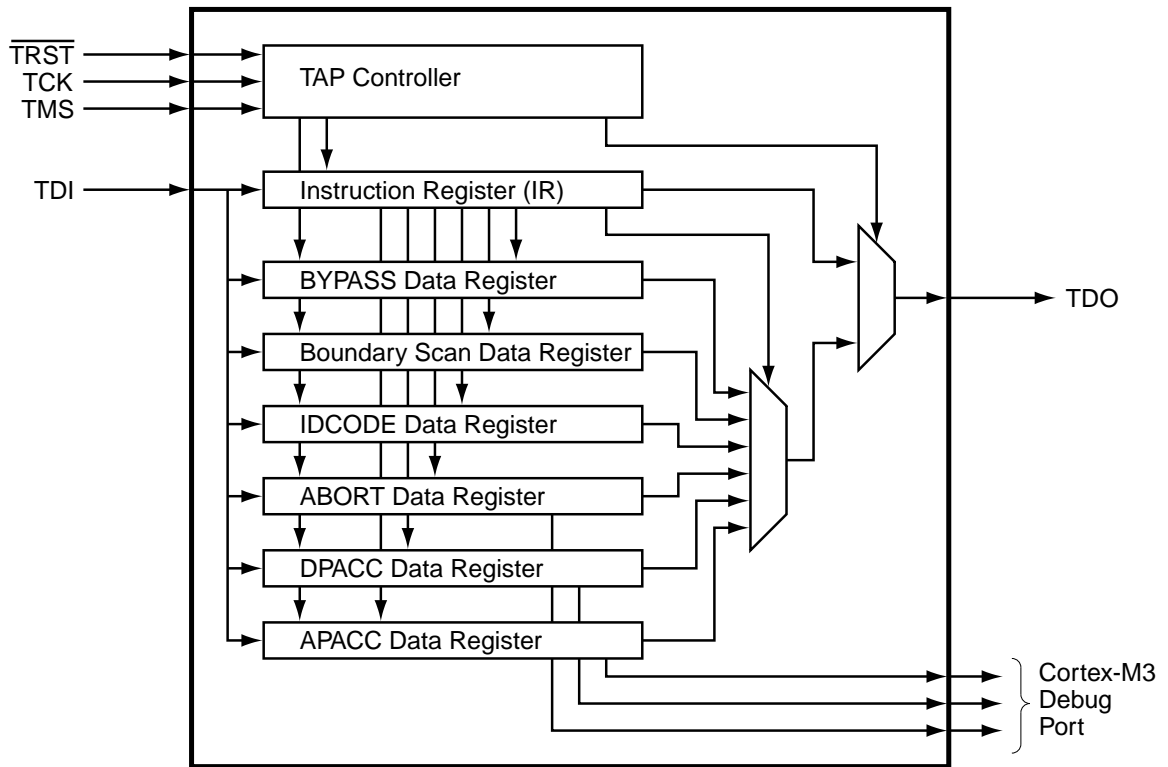 TRST
TCK
TMS
TAP Controller
TDI
Instruction Register (IR)
BYPASS Data Register
TDO
Boundary Scan Data Register
IDCODE Data Register
ABORT Data Register
DPACC Data Register
APACC Data Register
Cortex-M3
Debug
Port